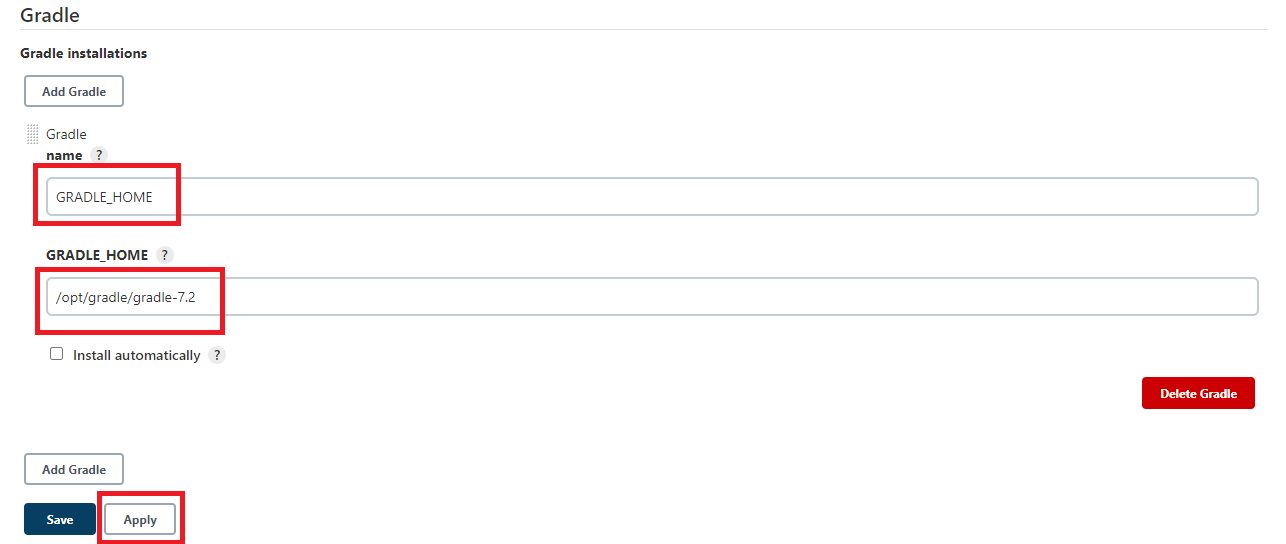 Gradle
Gradle installations
Add Gradle
Gradle
name ?
GRADLE_HOME
GRADLE_HOME ?
/opt/gradle/gradle-7.2
Install automatically ?
Delete Gradle
Add Gradle
Save Apply